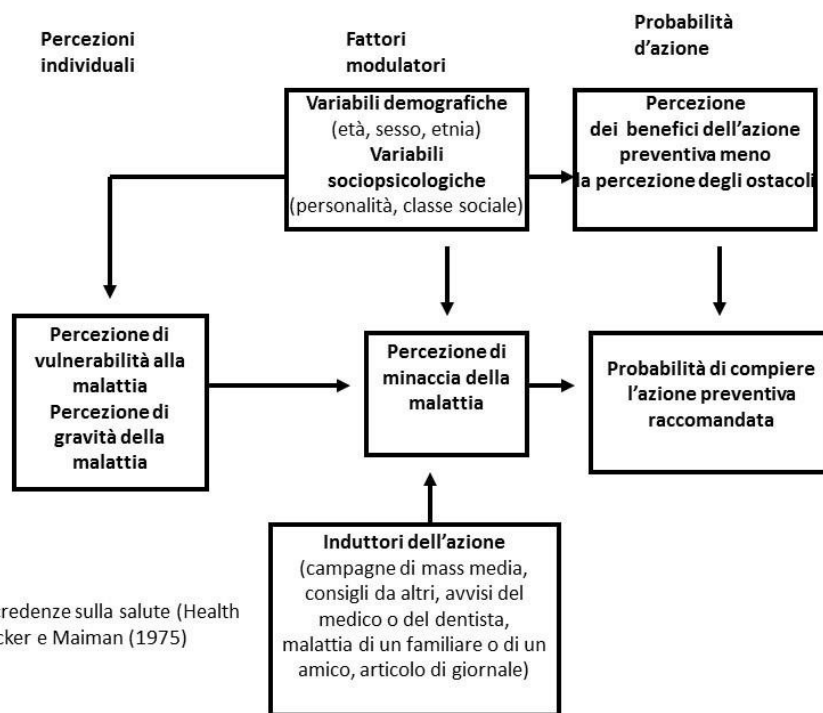 Percezioni
individuali
Fattori
modulatori
Probabilità
d'azione
Variabili demografiche
(età, sesso, etnia)
Variabili
sociopsicologiche
(personalità, classe sociale)
Percezione
dei benefici dell'azione
preventiva meno
la percezione degli ostacoli
Percezione di
vulnerabilità alla
malattia
Percezione di
gravità della
malattia
Percezione di
minaccia della
malattia
Probabilità di compiere
l'azione preventiva
raccomandata
Induttori dell'azione
(campagne di mass media,
consigli da altri, avvisi del
medico o del dentista,
malattia di un familiare o di un
amico, articolo di giornale)
redenze sulla salute (Health
cker e Maiman (1975)